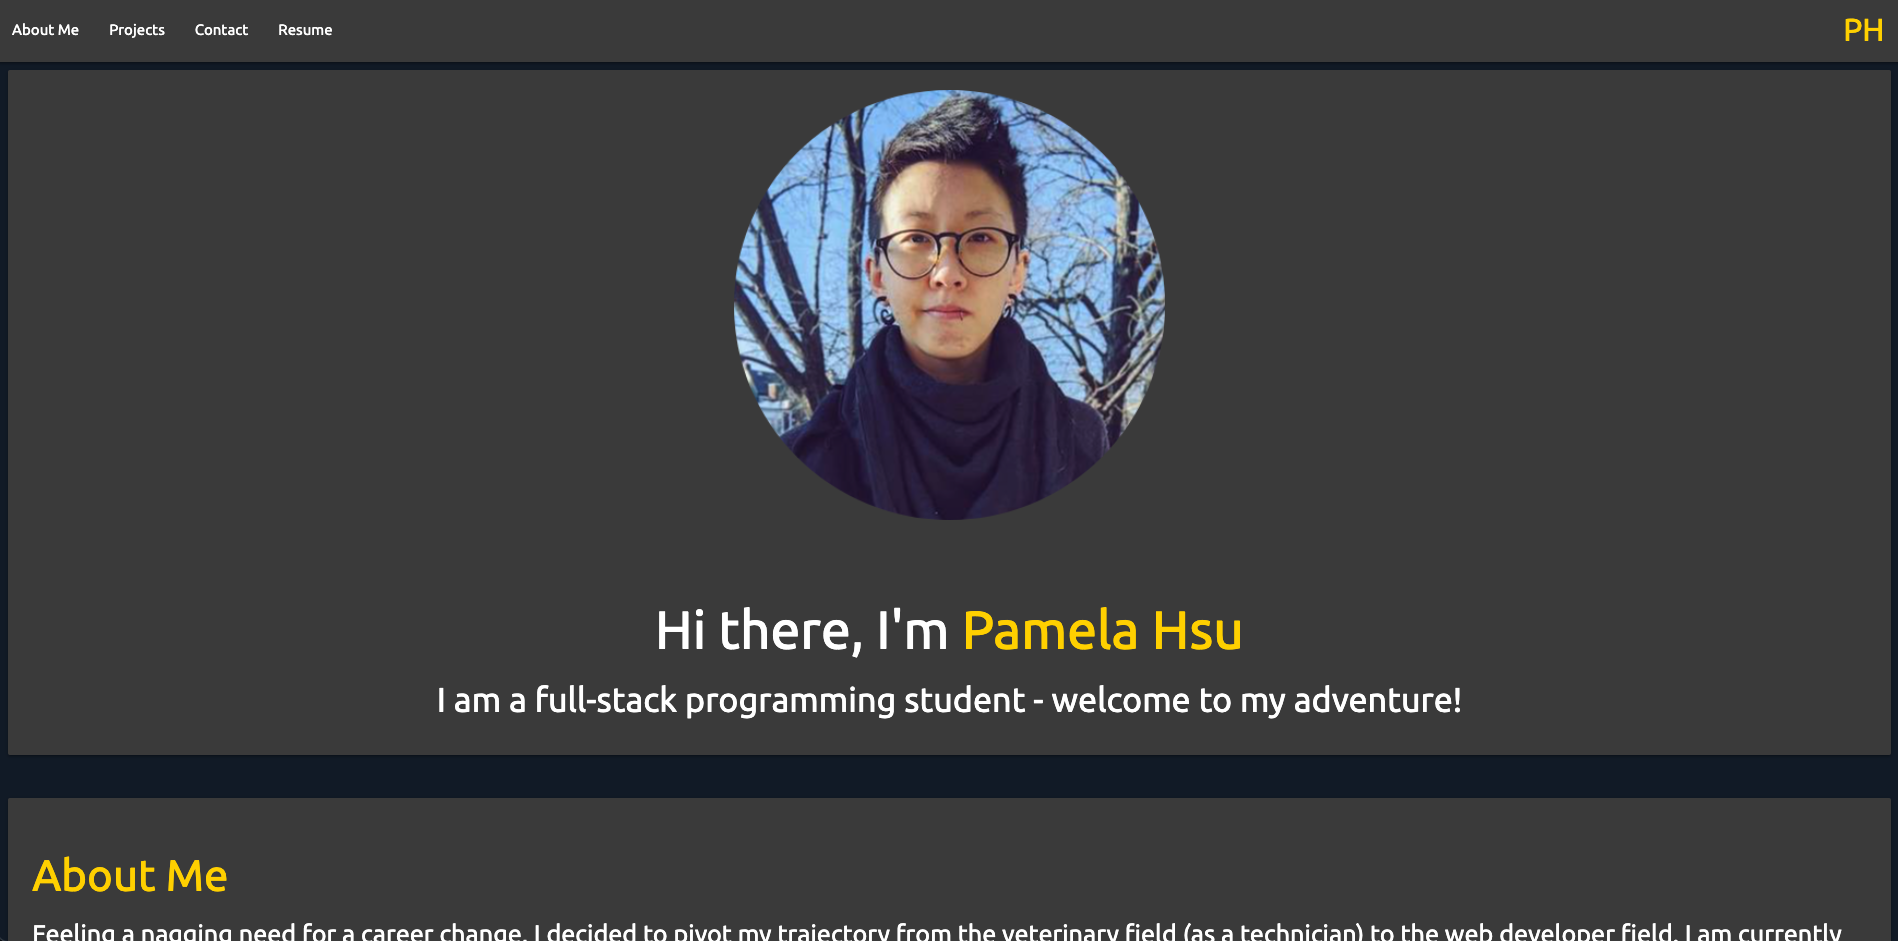 About Me Projects Contact Resume PH
Hi there, I'm Pamela Hsu
I am a full-stack programming student - welcome to my adventure!
About Me
Feeling a nagging need for a career change, I decided to pivot my trajectory from the veterinary field (as a technician) to the web developer field. I am currently